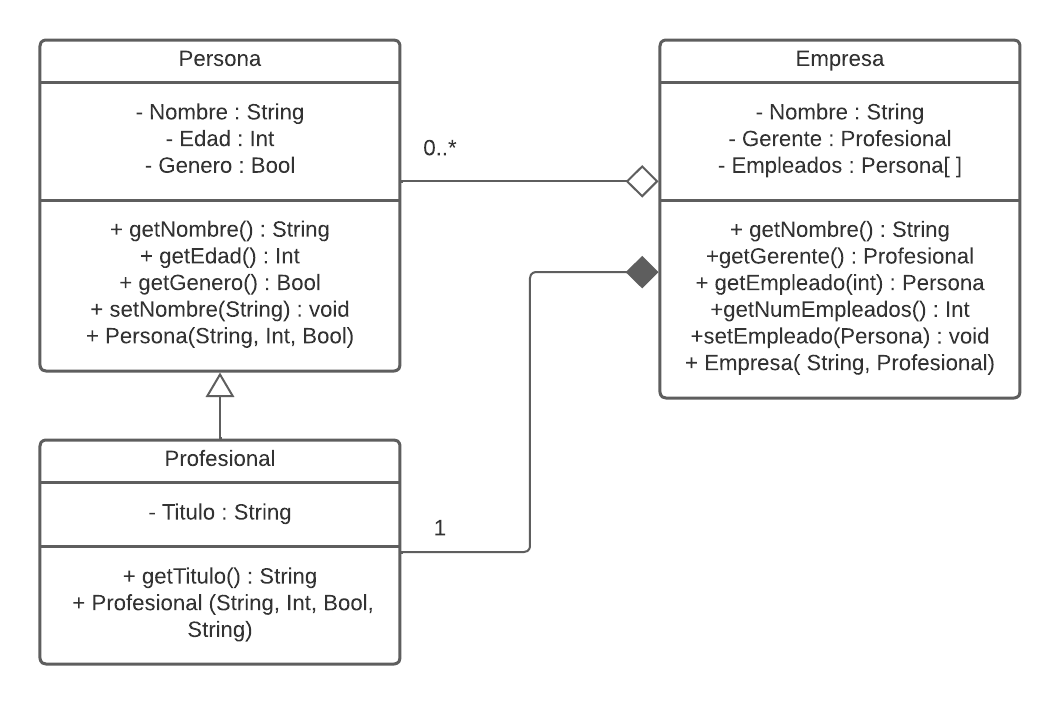 Persona
- Nombre : String
- Edad : Int
- Genero : Bool
+ getNombre() : String
+ getEdad() : Int
+ getGenero() : Bool
+ setNombre(String) : void
+ Persona(String, Int, Bool)
0..*
Empresa
- Nombre : String
- Gerente : Profesional
- Empleados : Persona[ ]
+ getNombre() : String
+getGerente() : Profesional
+ getEmpleado(int) : Persona
+getNumEmpleados() : Int
+setEmpleado(Persona) : void
+ Empresa( String, Profesional)
Profesional
- Titulo : String
+ getTitulo() : String
+ Profesional (String, Int, Bool,
String)
1